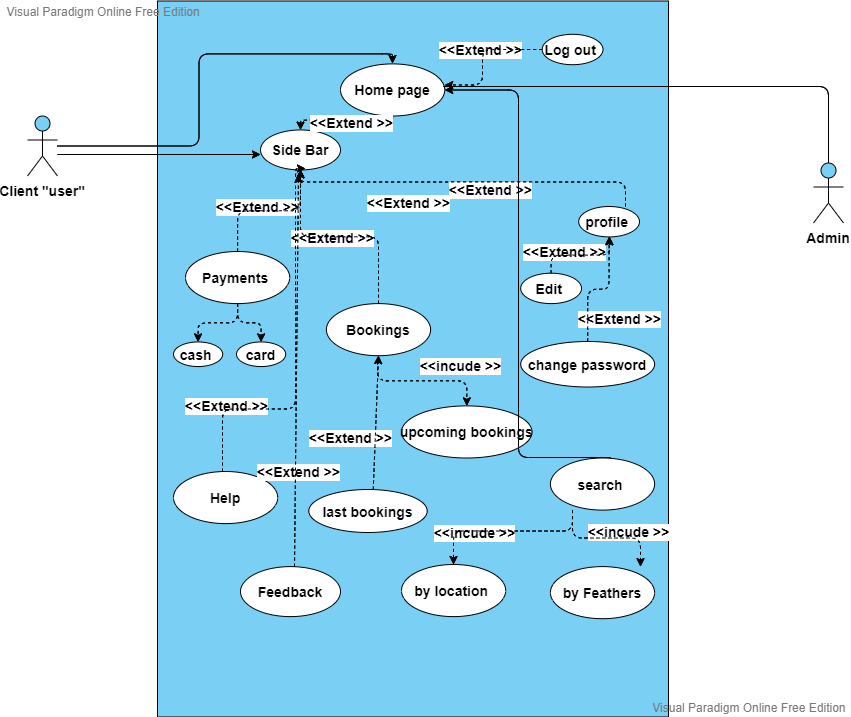 Visual Paradigm Online Free Edition
<<Extend >>
Log out
Home page
<<Extend >>
Side Bar
Client "user"
<<Extend >>
<<Extend >>
<<Extend >>
profile
Admin
<<Extend >>
<<Extend >>
Payments
Edit
<<Extend >>
Bookings
cash
card
<<incude >>
change password
<<Extend >>
upcoming bookings
<<Extend >>
<<Extend >>
search
Help
last bookings
<<incude >>
<<incude >>
Feedback
by location
by Feathers
Visual Paradigm Online Free Edition